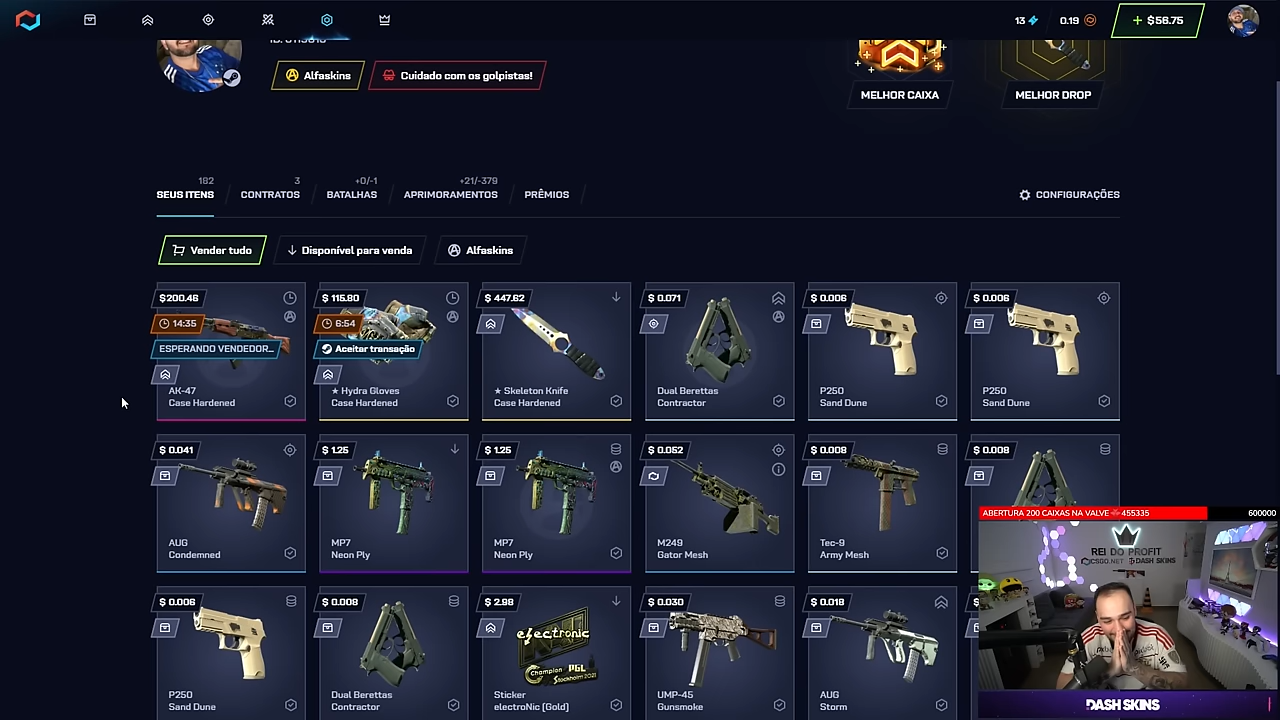 13
0.19
+ $56.75
Alfaskins
Cuidado com os golpistas!
MELHOR CAIXA
MELHOR DROP
182
SEUS ITENS
3
CONTRATOS
+0/-1
BATALHAS
+21/-379
APRIMORAMENTOS
PRÊMIOS
CONFIGURAÇÕES
Vender tudo
Disponível para venda
Alfaskins
$200.46
14:35
ESPERANDO VENDEDOR...
AK-47
Case Hardened
$ 115.80
6:54
Aceitar transação
★ Hydra Gloves
Case Hardened
$ 447.62
★ Skeleton Knife
Case Hardened
$ 0.071
Dual Berettas
Contractor
$ 0.006
P250
Sand Dune
$ 0.006
P250
Sand Dune
$ 0.041
AUG
Condemned
$ 1.25
MP7
Neon Ply
$ 1.25
MP7
Neon Ply
$ 0.052
M249
Gator Mesh
$ 0.008
Tec-9
Army Mesh
$ 0.008
$ 0.006
P250
Sand Dune
$ 0.008
Dual Berettas
Contractor
$ 2.98
electronic
Champion PGL
Stockholm 2021
Sticker
electroNic (Gold)
$ 0.030
UMP-45
Gunsmoke
$ 0.018
AUG
Storm
ABERTURA 200 CAIXAS NA VALVE
455335
600000
REI DO PROFIT
CSGO.NET
DASH SKINS
DASH SKINS